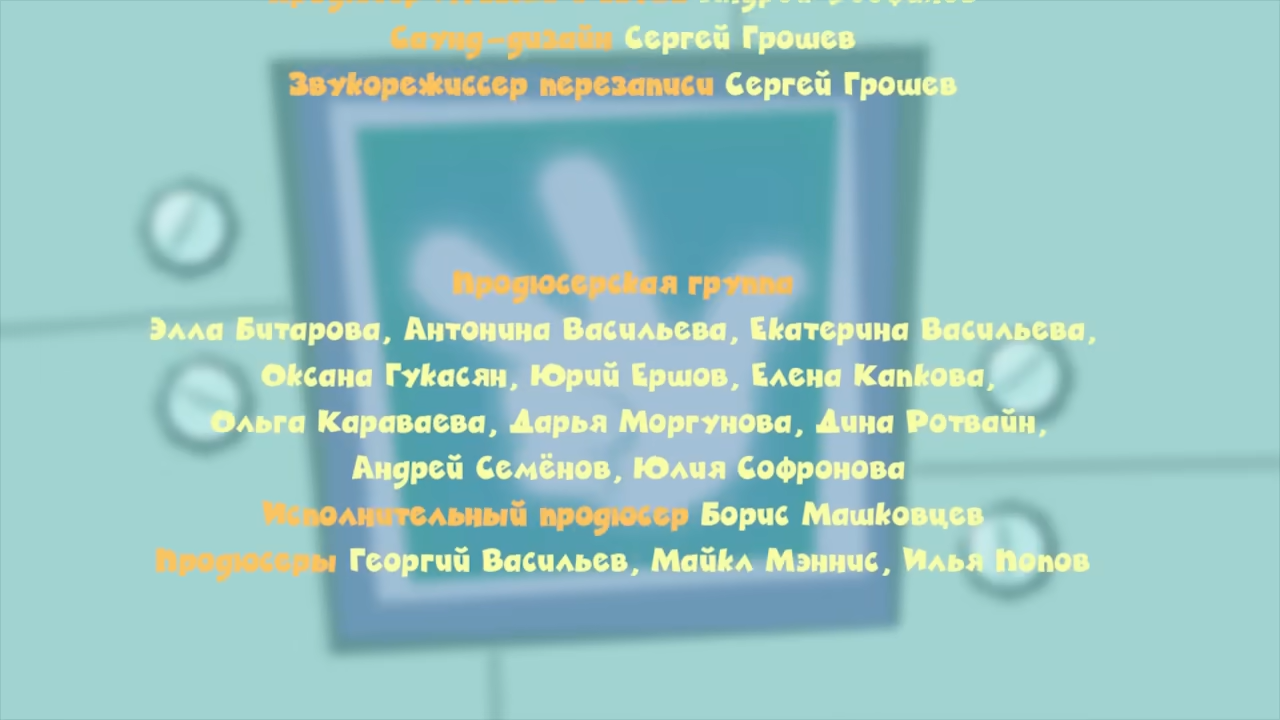 Саунд-дизайн Сергей Грошев
Звукорежиссер перезаписи Сергей Грошев
Продюсерская группа
Элла Битарова, Антонина Васильева, Екатерина Васильева,
Оксана Гукасян, Юрий Ершов, Елена Капкова,
Ольга Караваева, Дарья Моргунова, Дина Ротвайн,
Андрей Семёнов, Юлия Софронова
Исполнительный продюсер Борис Машковцев
Продюсеры Георгий Васильев, Майкл Мэннис, Илья Попов